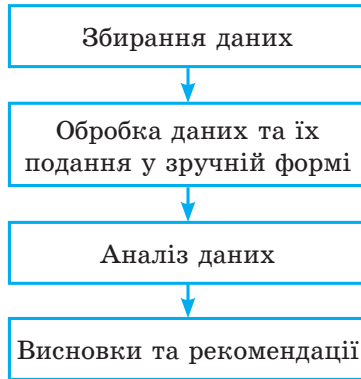 Збирання даних
Обробка даних та їх
подання у зручній формі
Аналіз даних
Висновки та рекомендації